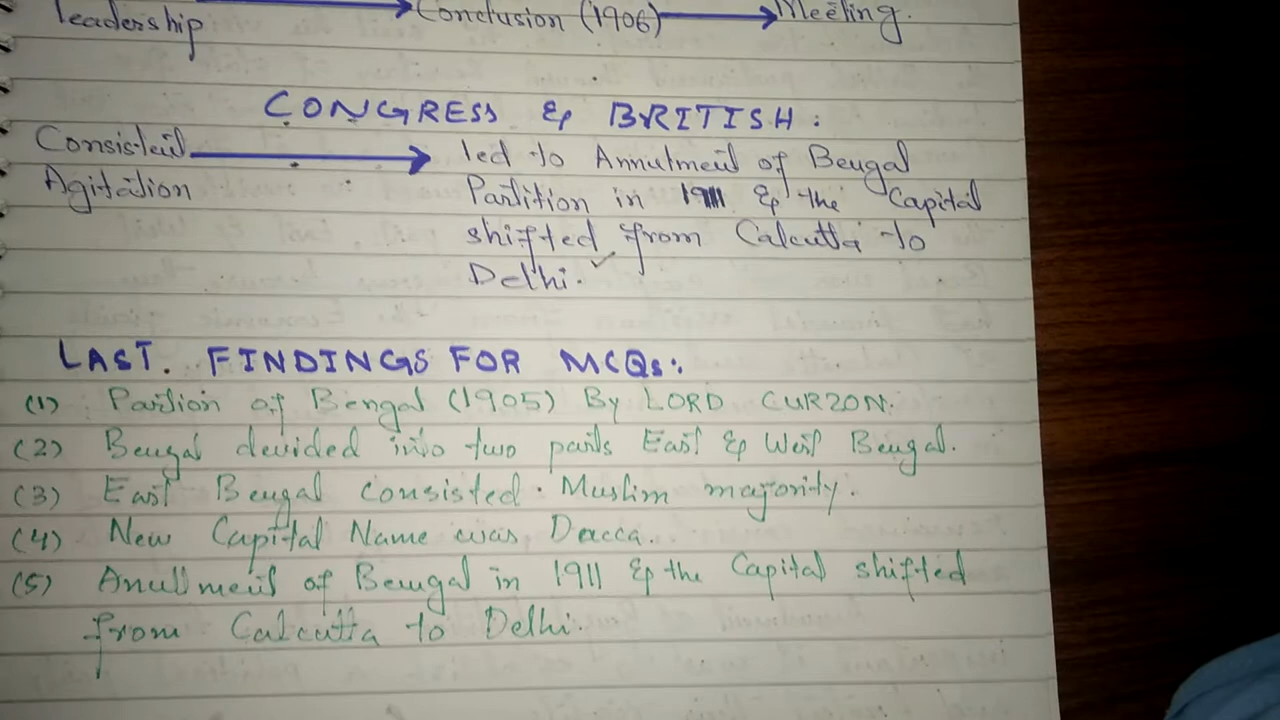 leadership → Conclusion (1906) → Meeting.
CONGRESS & BRITISH:
Consistent → led to Annulment of Bengal
Agitation Partition in 1911 & the Capital
shifted from Calcutta to
Delhi.
LAST. FINDINGS FOR MCQs:
(1) Partion of Bengal (1905) By LORD CURZON.
(2) Bengal devided into two parts East & West Bengal.
(3) East Bengal consisted Muslim majority.
(4) New Capital Name was Dacca.
(5) Anullment of Bengal in 1911 & the Capital shifted
from Calcutta to Delhi.